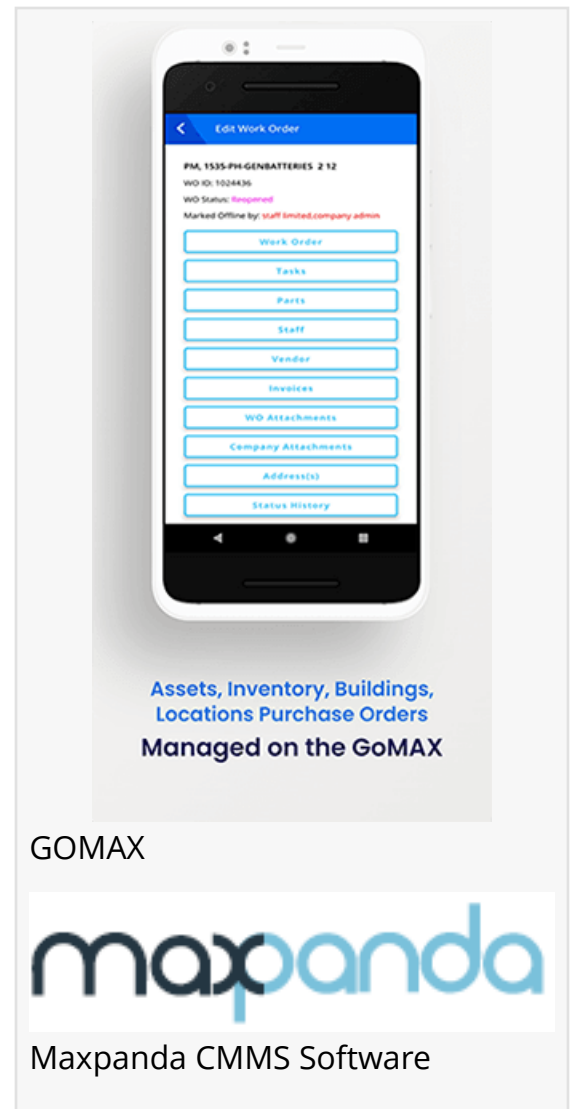 Edit Work Order
PM, 1535-PH-GENBATTERIES 2 12
WO ID: 1024436
WO Status: Reopened
Marked Offline by: staff limited,company admin
Work Order
Tasks
Parts
Staff
Vendor
Invoices
WO Attachments
Company Attachments
Address(s)
Status History
Assets, Inventory, Buildings,
Locations Purchase Orders
Managed on the GoMAX
GOMAX
maxpanda
Maxpanda CMMS Software